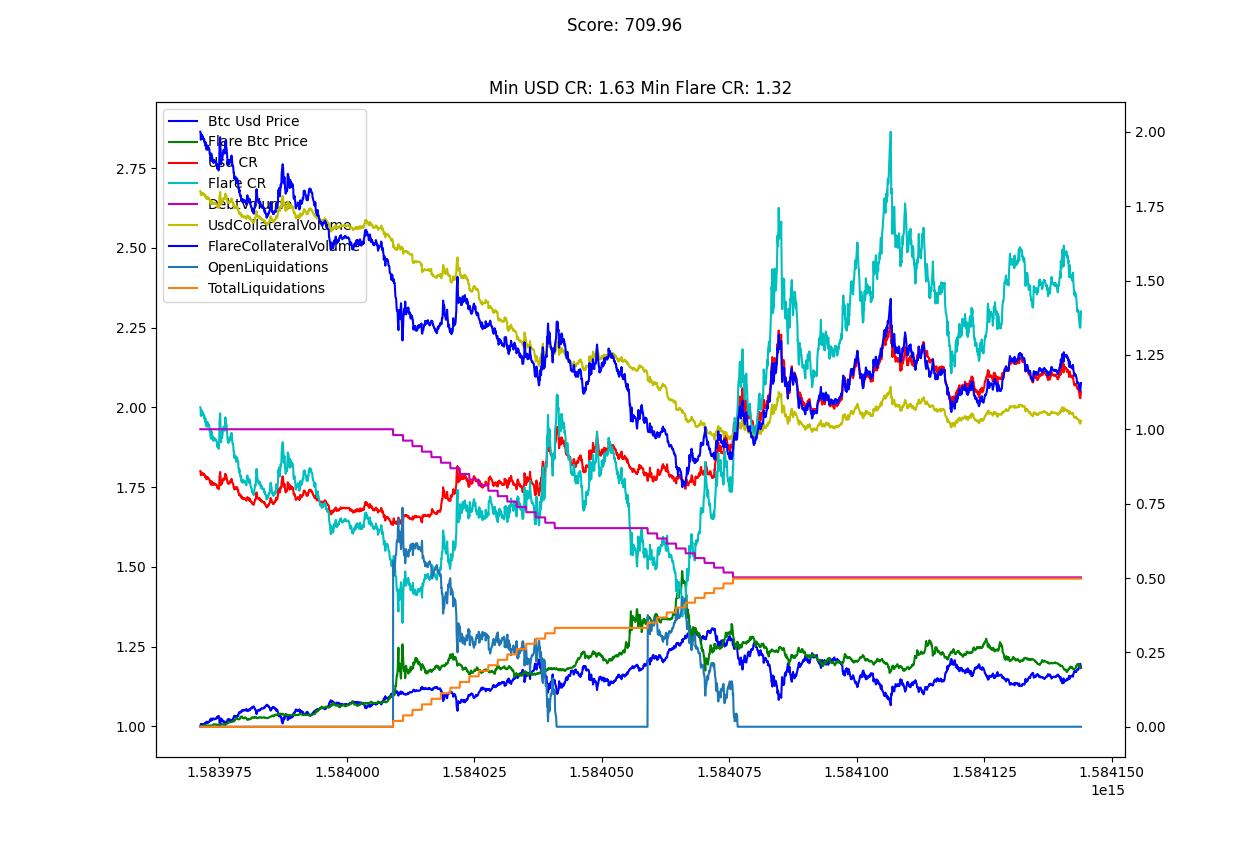 Score: 709.96
Min USD CR: 1.63 Min Flare CR: 1.32
Btc Usd Price
Flare Btc Price
Usd CR
Flare CR
DebtVolume
UsdCollateralVolume
FlareCollateralVolume
OpenLiquidations
TotalLiquidations
2.75
2.50
2.25
2.00
1.75
1.50
1.25
1.00
2.00
1.75
1.50
1.25
1.00
0.75
0.50
0.25
0.00
1.583975
1.584000
1.584025
1.584050
1.584075
1.584100
1.584125
1.584150
1e15